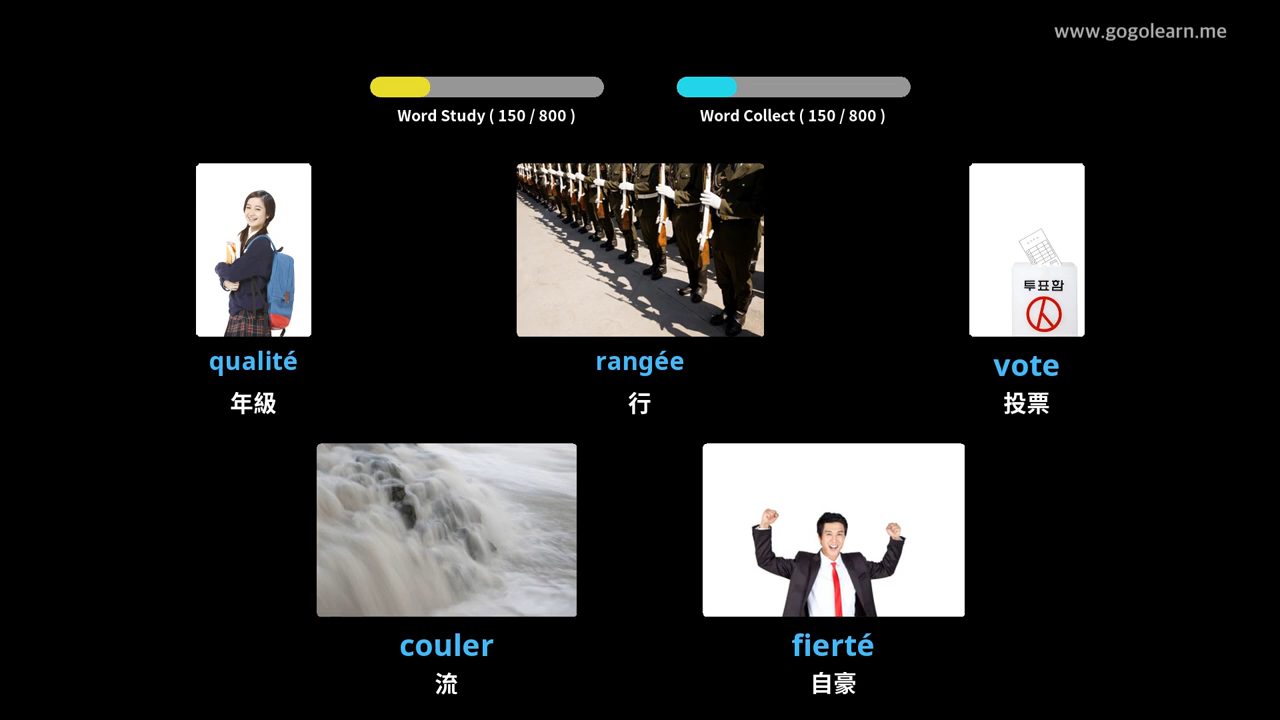 www.gogolearn.me
Word Study ( 150 / 800 )
Word Collect ( 150 / 800 )
투표함
qualité
年級
rangée
行
vote
投票
couler
流
fierté
自豪